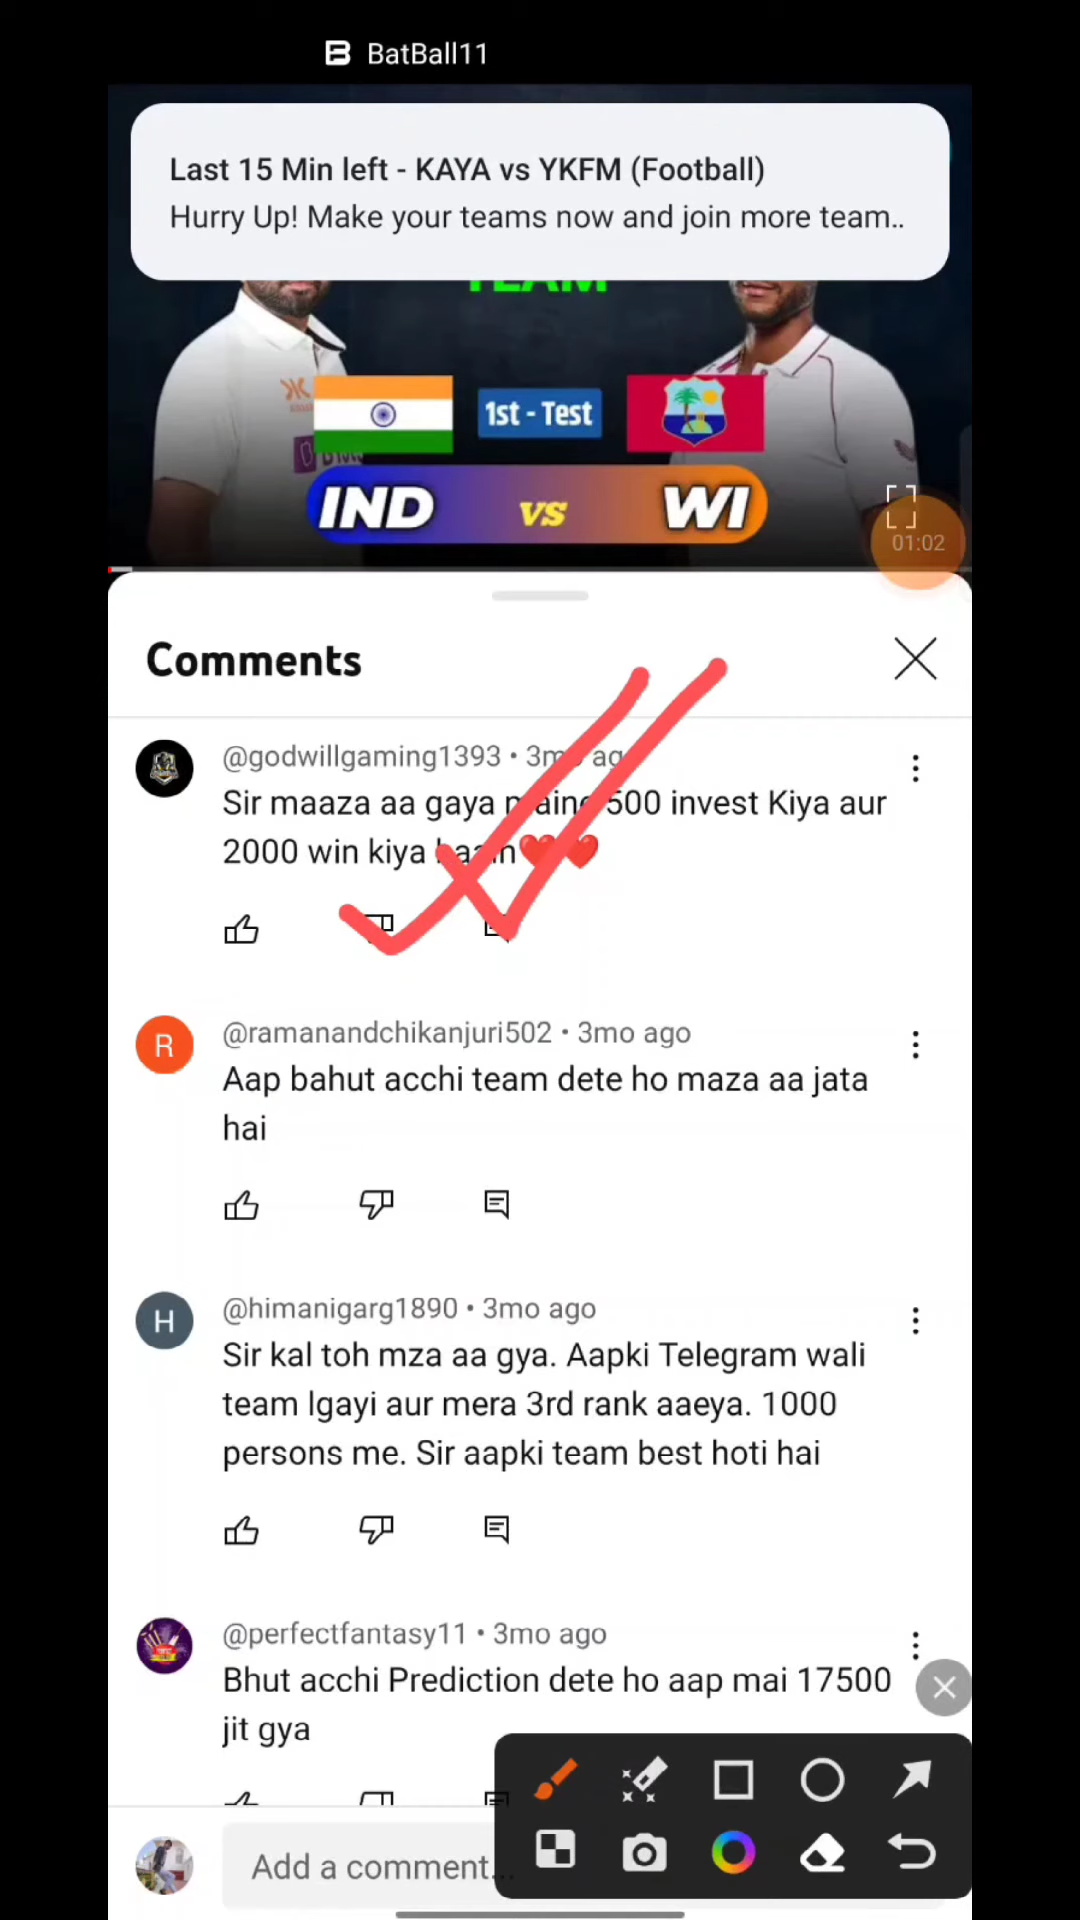 BatBall11
Last 15 Min left - KAYA vs YKFM (Football)
Hurry Up! Make your teams now and join more team..
TEAM
1st - Test
IND vs WI
01:02
Comments
@godwillgaming1393 • 3mo ago
Sir maaza aa gaya maine 500 invest Kiya aur
2000 win kiya haain❤️❤️
R
@ramanandchikanjuri502 • 3mo ago
Aap bahut acchi team dete ho maza aa jata
hai
H
@himanigarg1890 • 3mo ago
Sir kal toh mza aa gya. Aapki Telegram wali
team lgayi aur mera 3rd rank aaeya. 1000
persons me. Sir aapki team best hoti hai
@perfectfantasy11 • 3mo ago
Bhut acchi Prediction dete ho aap mai 17500
jit gya
Add a comment...